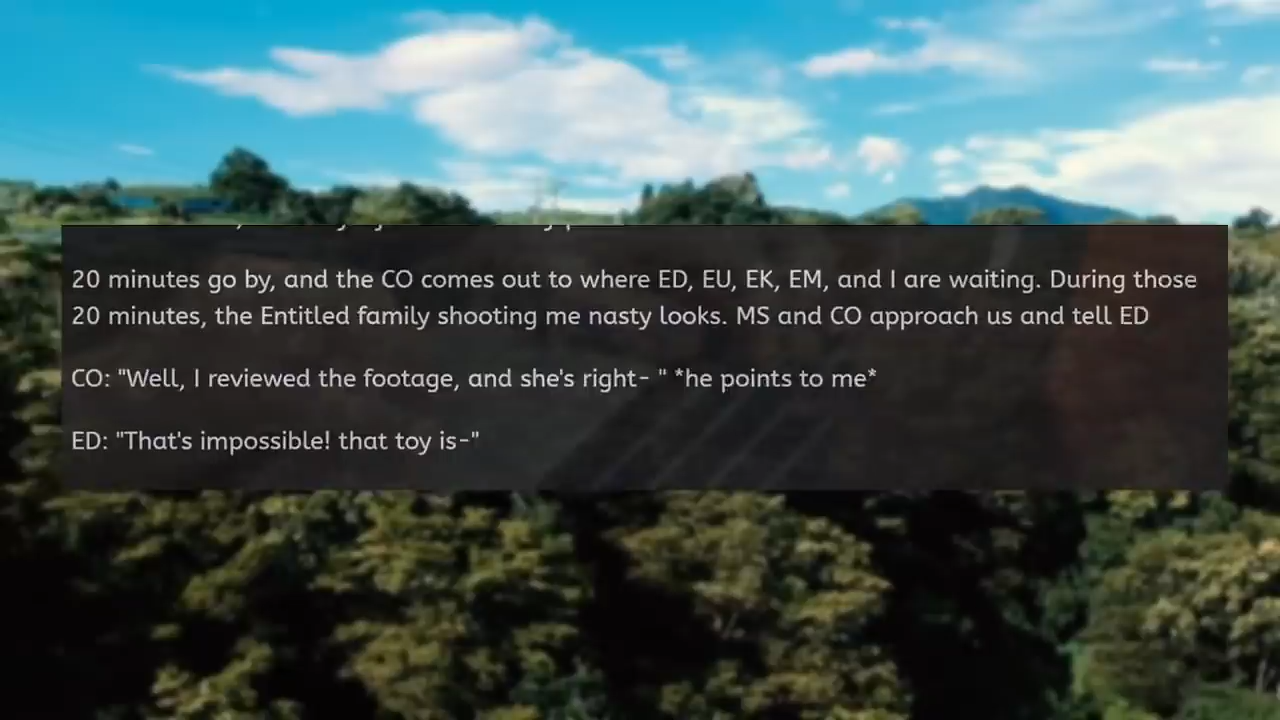 20 minutes go by, and the CO comes out to where ED, EU, EK, EM, and I are waiting. During those
20 minutes, the Entitled family shooting me nasty looks. MS and CO approach us and tell ED
CO: "Well, I reviewed the footage, and she's right- " *he points to me*
ED: "That's impossible! that toy is-"